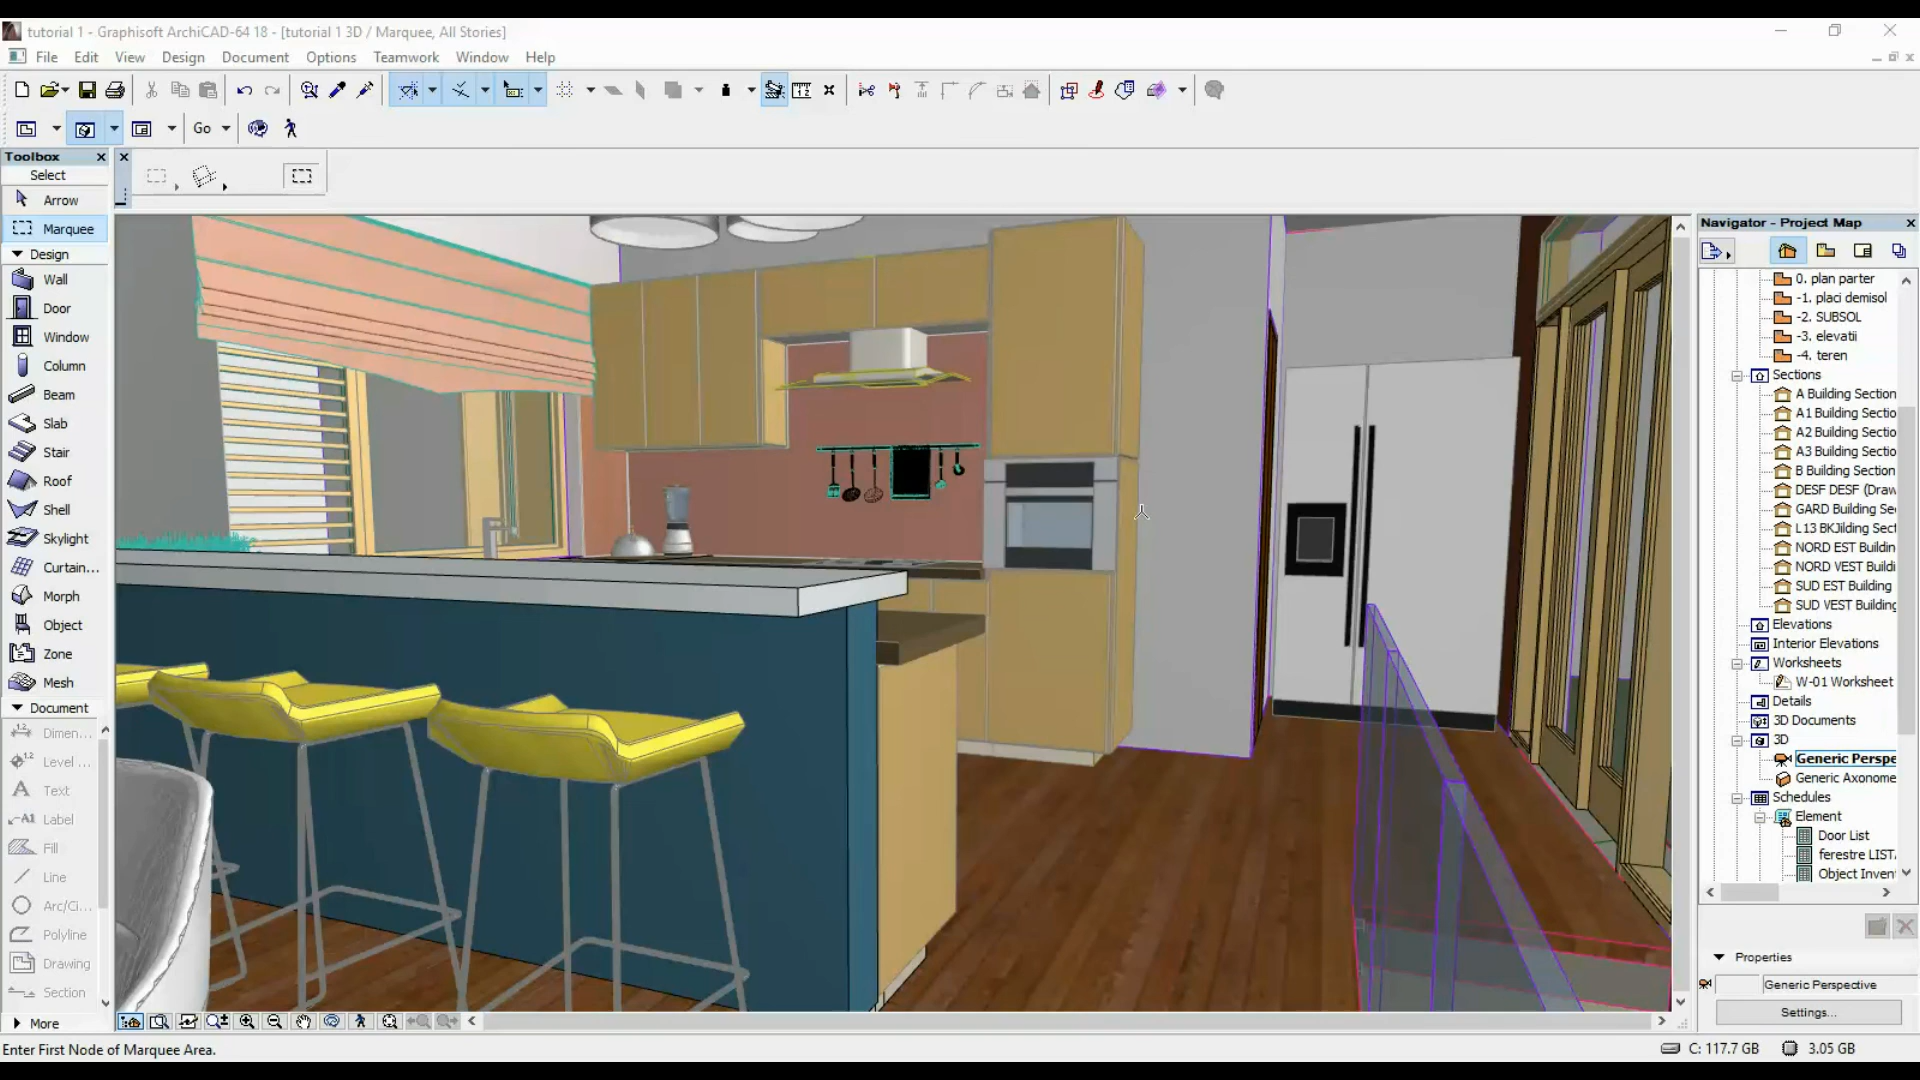 tutorial 1 - Graphisoft ArchiCAD-64 18 - [tutorial 1 3D / Marquee, All Stories]
File Edit View Design Document Options Teamwork Window Help
Go
Toolbox
Select
Arrow
Marquee
Design
Wall
Door
Window
Column
Beam
Slab
Stair
Roof
Shell
Skylight
Curtain...
Morph
Object
Zone
Mesh
Document
Dimen...
Level ...
Text
Label
Fill
Line
Arc/Ci...
Polyline
Drawing
Section
More
Navigator - Project Map
0. plan parter
-1. placi demisol
-2. SUBSOL
-3. elevatii
-4. teren
Sections
A Building Section
A1 Building Sectio
A2 Building Sectio
A3 Building Sectio
B Building Section
DESF DESF (Draw
GARD Building Se
L13 BKJilding Sect
NORD EST Buildin
NORD VEST Buildi
SUD EST Building
SUD VEST Building
Elevations
Interior Elevations
Worksheets
W-01 Worksheet
Details
3D Documents
3D
Generic Perspe
Generic Axonome
Schedules
Element
Door List
ferestre LISTA
Object Inven
Properties
Generic Perspective
Settings...
Enter First Node of Marquee Area.
C: 117.7 GB
3.05 GB